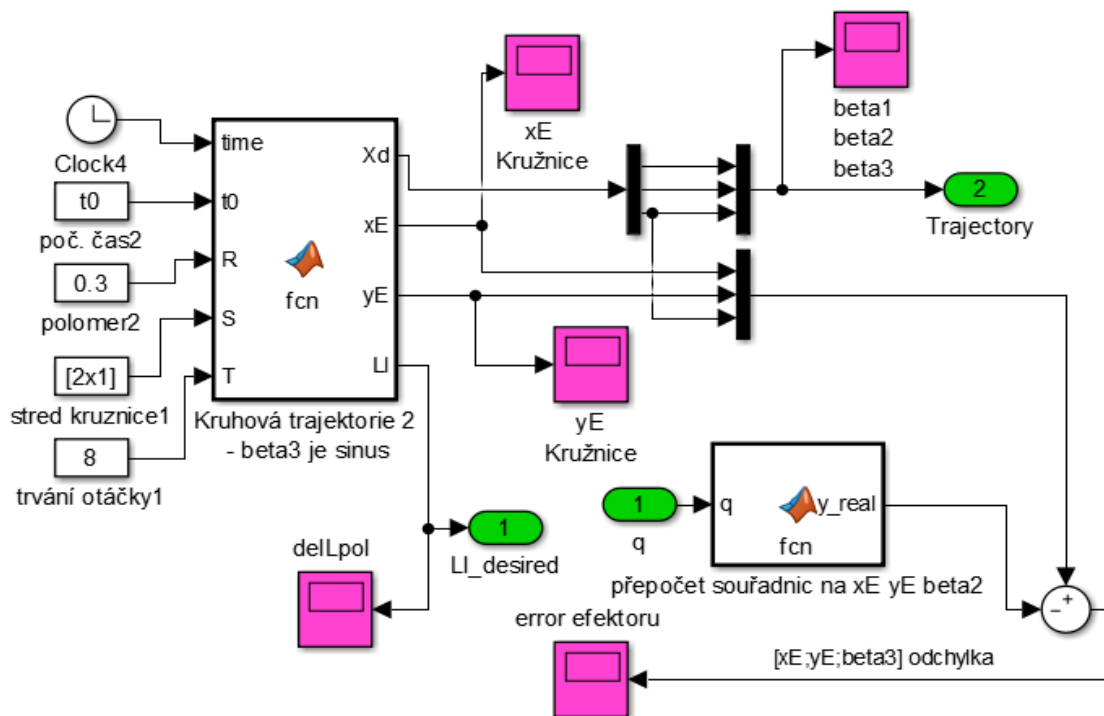 Clock4
t0
poč. čas2
0.3
polomer2
[2x1]
stred kruznice1
8
trvání otáčky1
time
t0
R
S
T
fcn
Xd
xE
yE
Ll
Kruhová trajektorie 2
- beta3 je sinus
xE
Kružnice
beta1
beta2
beta3
2
Trajectory
yE
Kružnice
1
Ll_desired
delLpol
1
q
q
y_real
fcn
přepočet souřadnic na xE yE beta2
error efektoru
[xE;yE;beta3] odchylka
−
+